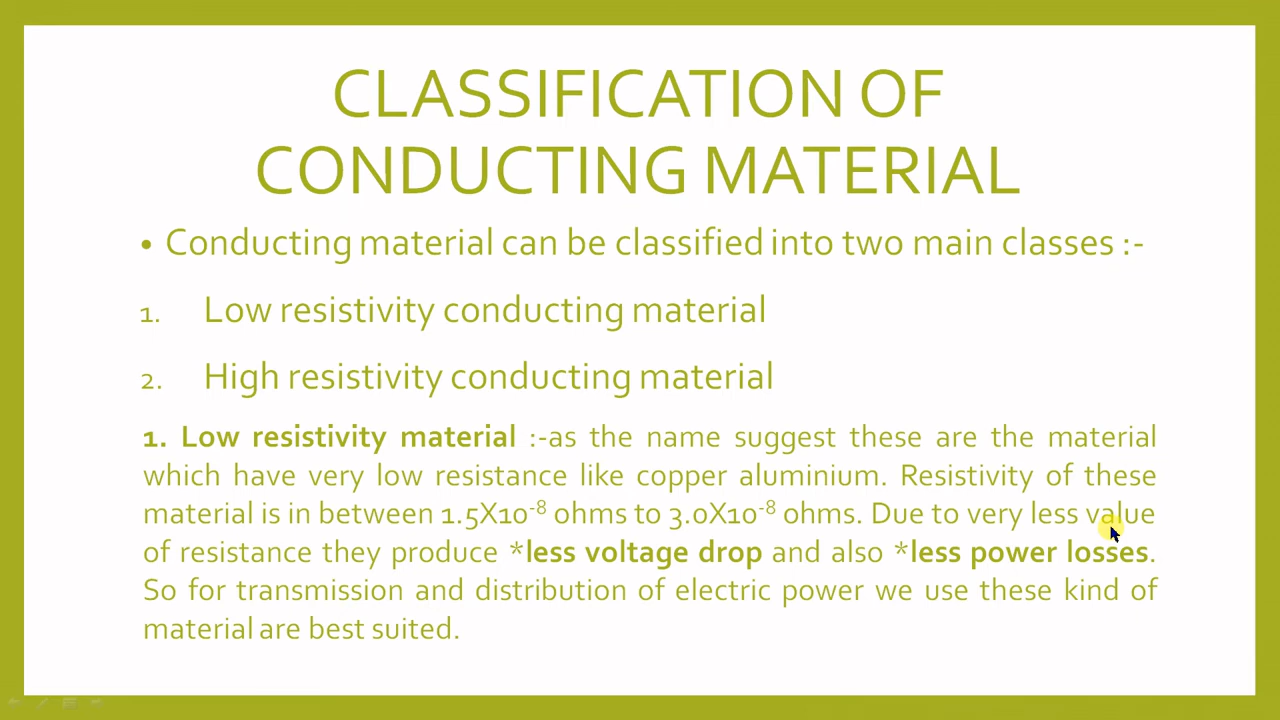 CLASSIFICATION OF
CONDUCTING MATERIAL
• Conducting material can be classified into two main classes :-
1. Low resistivity conducting material
2. High resistivity conducting material
1. Low resistivity material :-as the name suggest these are the material
which have very low resistance like copper aluminium. Resistivity of these
material is in between 1.5X10⁻⁸ ohms to 3.0X10⁻⁸ ohms. Due to very less value
of resistance they produce *less voltage drop and also *less power losses.
So for transmission and distribution of electric power we use these kind of
material are best suited.